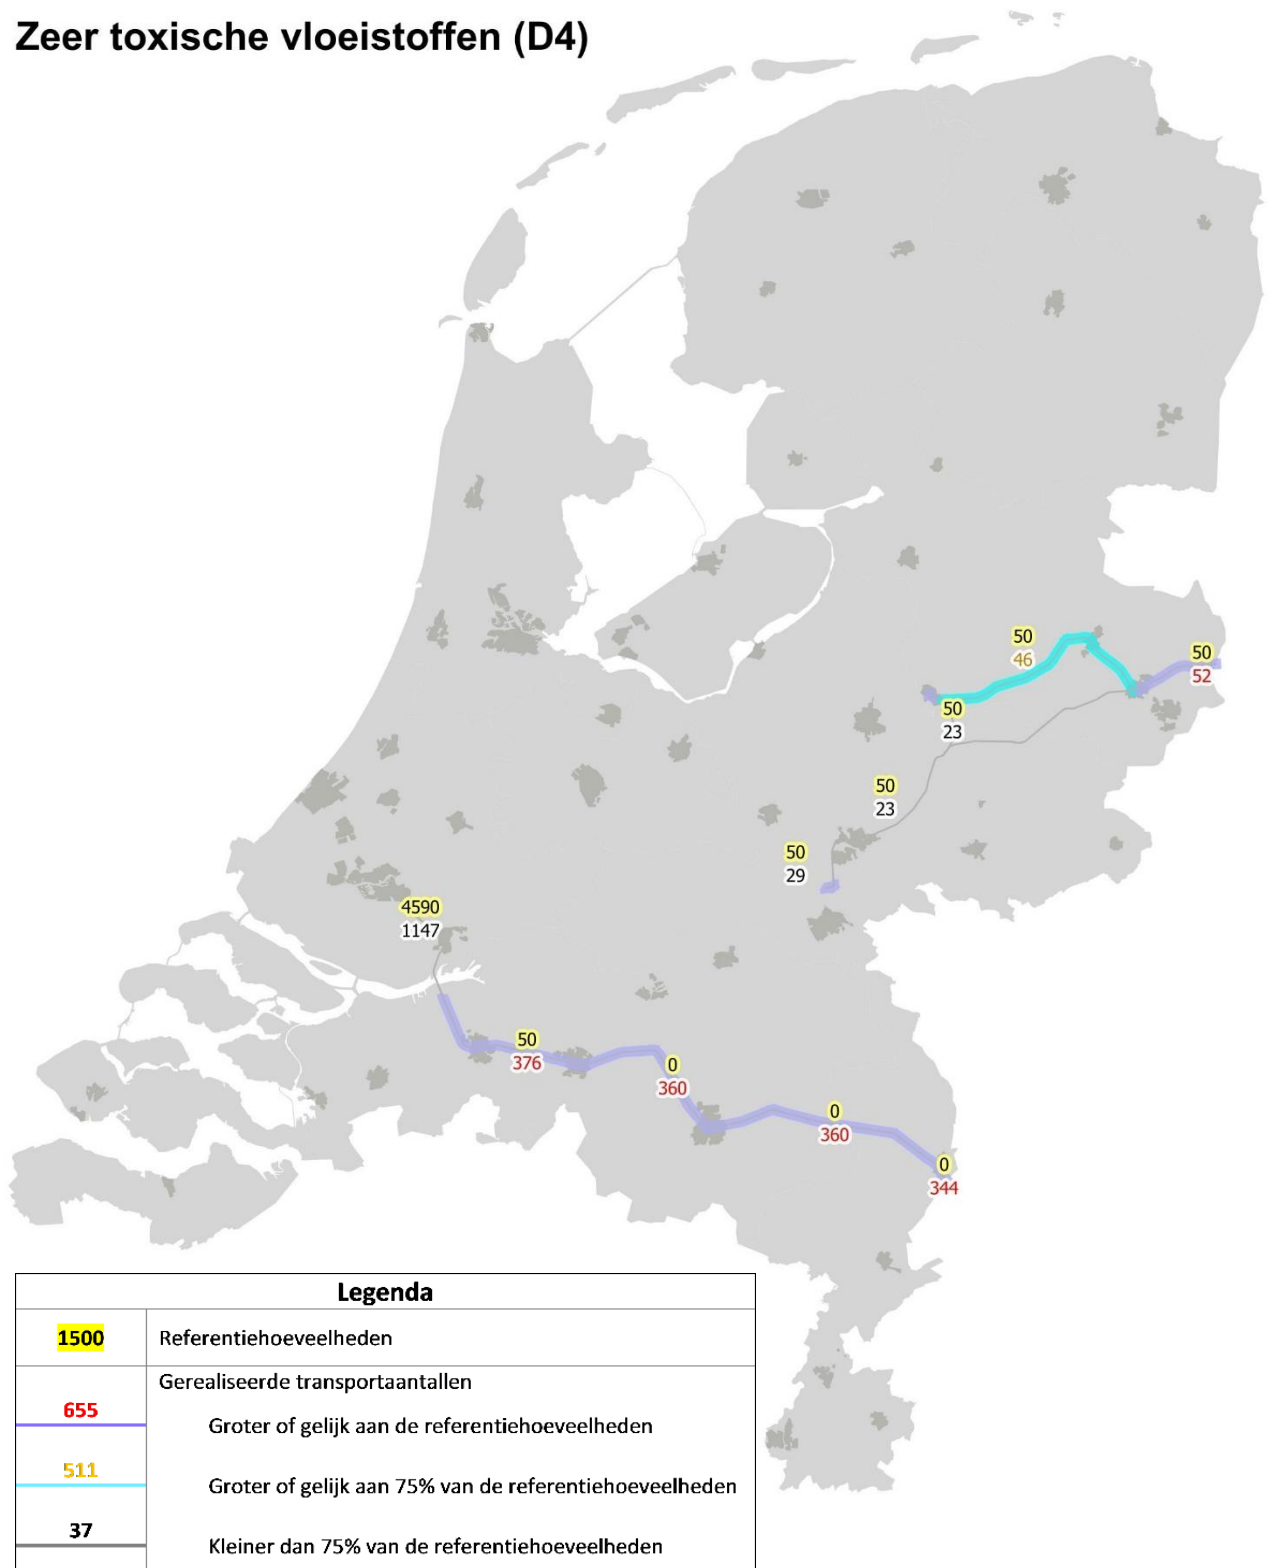 Zeer toxische vloeistoffen (D4)
50
46
50
52
50
23
50
23
50
29
4590
1147
50
376
0
360
0
360
0
344
Legenda
1500 Referentiehoeveelheden
Gerealiseerde transportaantallen
655 Groter of gelijk aan de referentiehoeveelheden
511 Groter of gelijk aan 75% van de referentiehoeveelheden
37 Kleiner dan 75% van de referentiehoeveelheden